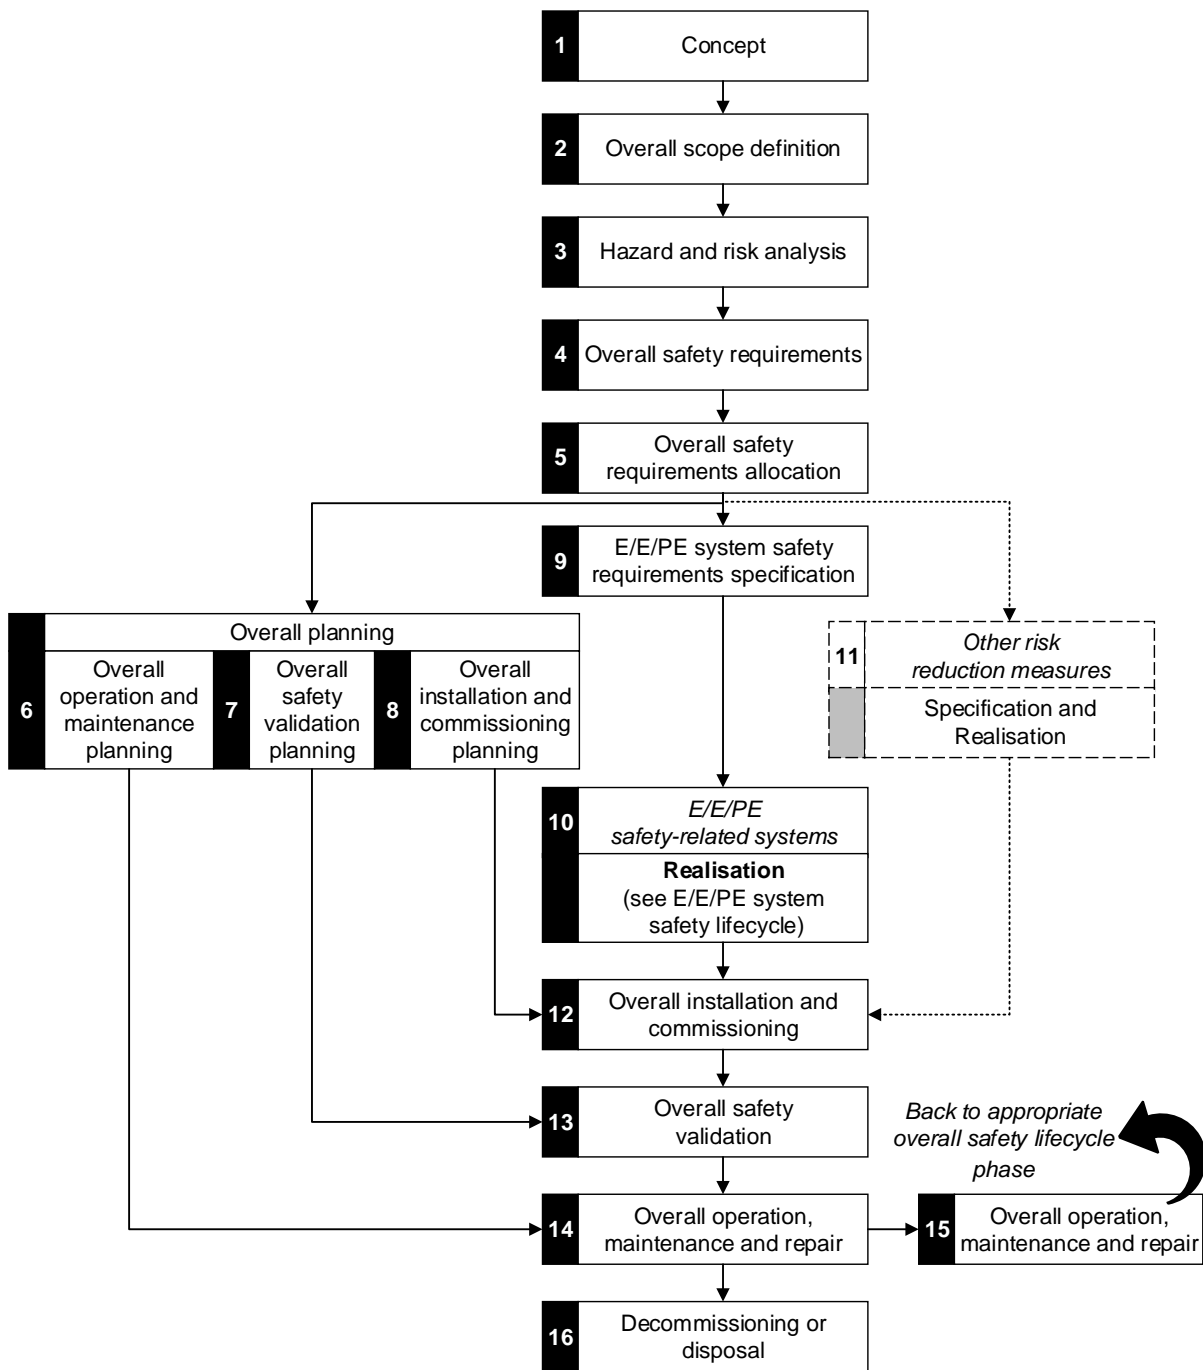 1
Concept
2
Overall scope definition
3
Hazard and risk analysis
4
Overall safety requirements
5
Overall safety
requirements allocation
9
E/E/PE system safety
requirements specification
Overall planning
6
Overall
operation and
maintenance
planning
7
Overall
safety
validation
planning
8
Overall
installation and
commissioning
planning
11
Other risk
reduction measures
Specification and
Realisation
10
E/E/PE
safety-related systems
Realisation
(see E/E/PE system
safety lifecycle)
12
Overall installation and
commissioning
13
Overall safety
validation
Back to appropriate
overall safety lifecycle
phase
14
Overall operation,
maintenance and repair
15
Overall operation,
maintenance and repair
16
Decommissioning or
disposal